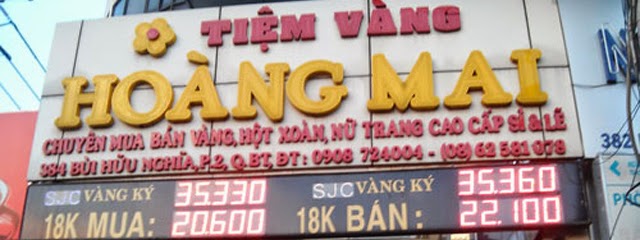 TIỆM VÀNG
HOÀNG MAI
CHUYÊN MUA BÁN VÀNG, HỘT XOÀN, NỮ TRANG CAO CẤP SỈ & LẺ
384 BÙI HỮU NGHĨA, P.2, Q.BT, ĐT: 0908 724004 - (08) 62 581 078
SJC VÀNG KÝ 35.330 SJC VÀNG KÝ 35.360
18K MUA: 20.600 18K BÁN: 22.100
382